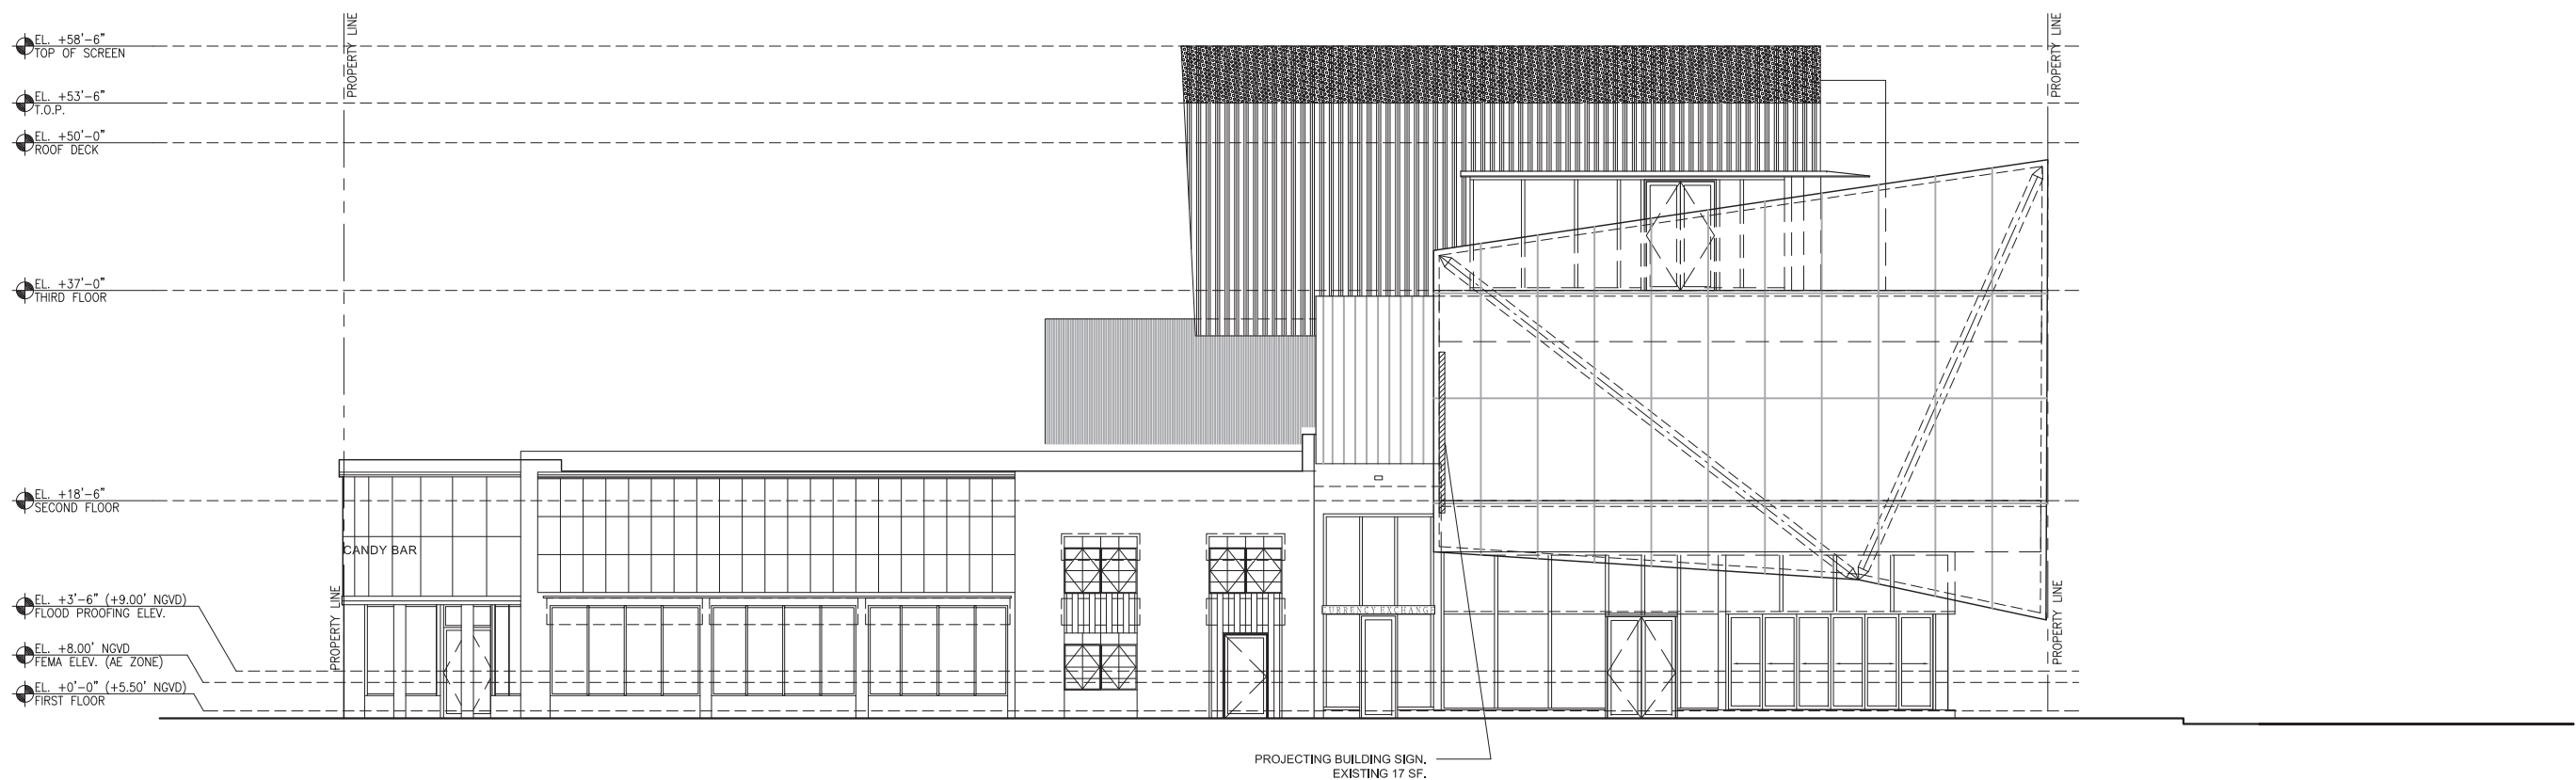 EL. +58'-6"
TOP OF SCREEN
PROPERTY LINE
PROPERTY LINE
EL. +53'-6"
T.O.P.
EL. +50'-0"
ROOF DECK
EL. +37'-0"
THIRD FLOOR
EL. +18'-6"
SECOND FLOOR
CANDY BAR
EL. +3'-6" (+9.00' NGVD)
FLOOD PROOFING ELEV.
PROPERTY LINE
CURRENCY EXCHANGE
PROPERTY LINE
EL. +8.00' NGVD
FEMA ELEV. (AE ZONE)
EL. +0'-0" (+5.50' NGVD)
FIRST FLOOR
PROJECTING BUILDING SIGN.
EXISTING 17 SF.